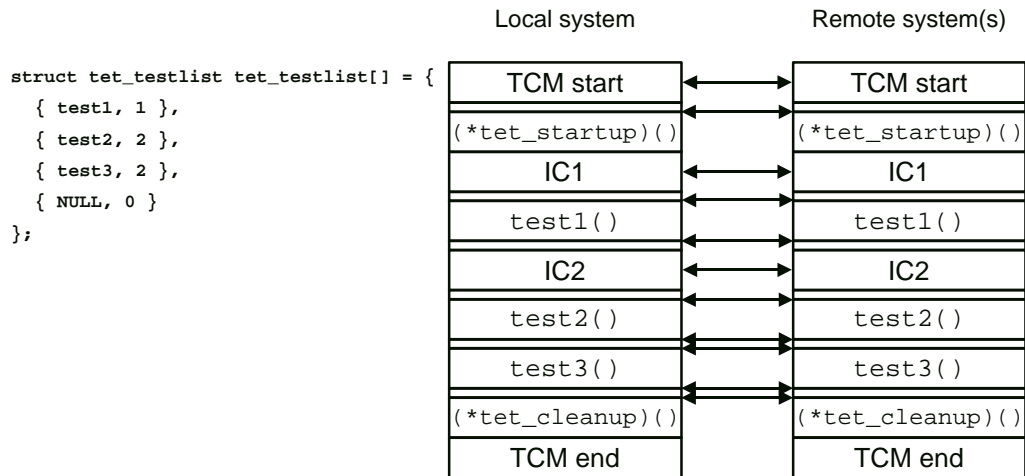 Local system
Remote system(s)
struct tet_testlist tet_testlist[] = {
{ test1, 1 },
{ test2, 2 },
{ test3, 2 },
{ NULL, 0 }
};
TCM start
TCM start
(*tet_startup)()
(*tet_startup)()
IC1
IC1
test1()
test1()
IC2
IC2
test2()
test2()
test3()
test3()
(*tet_cleanup)()
(*tet_cleanup)()
TCM end
TCM end